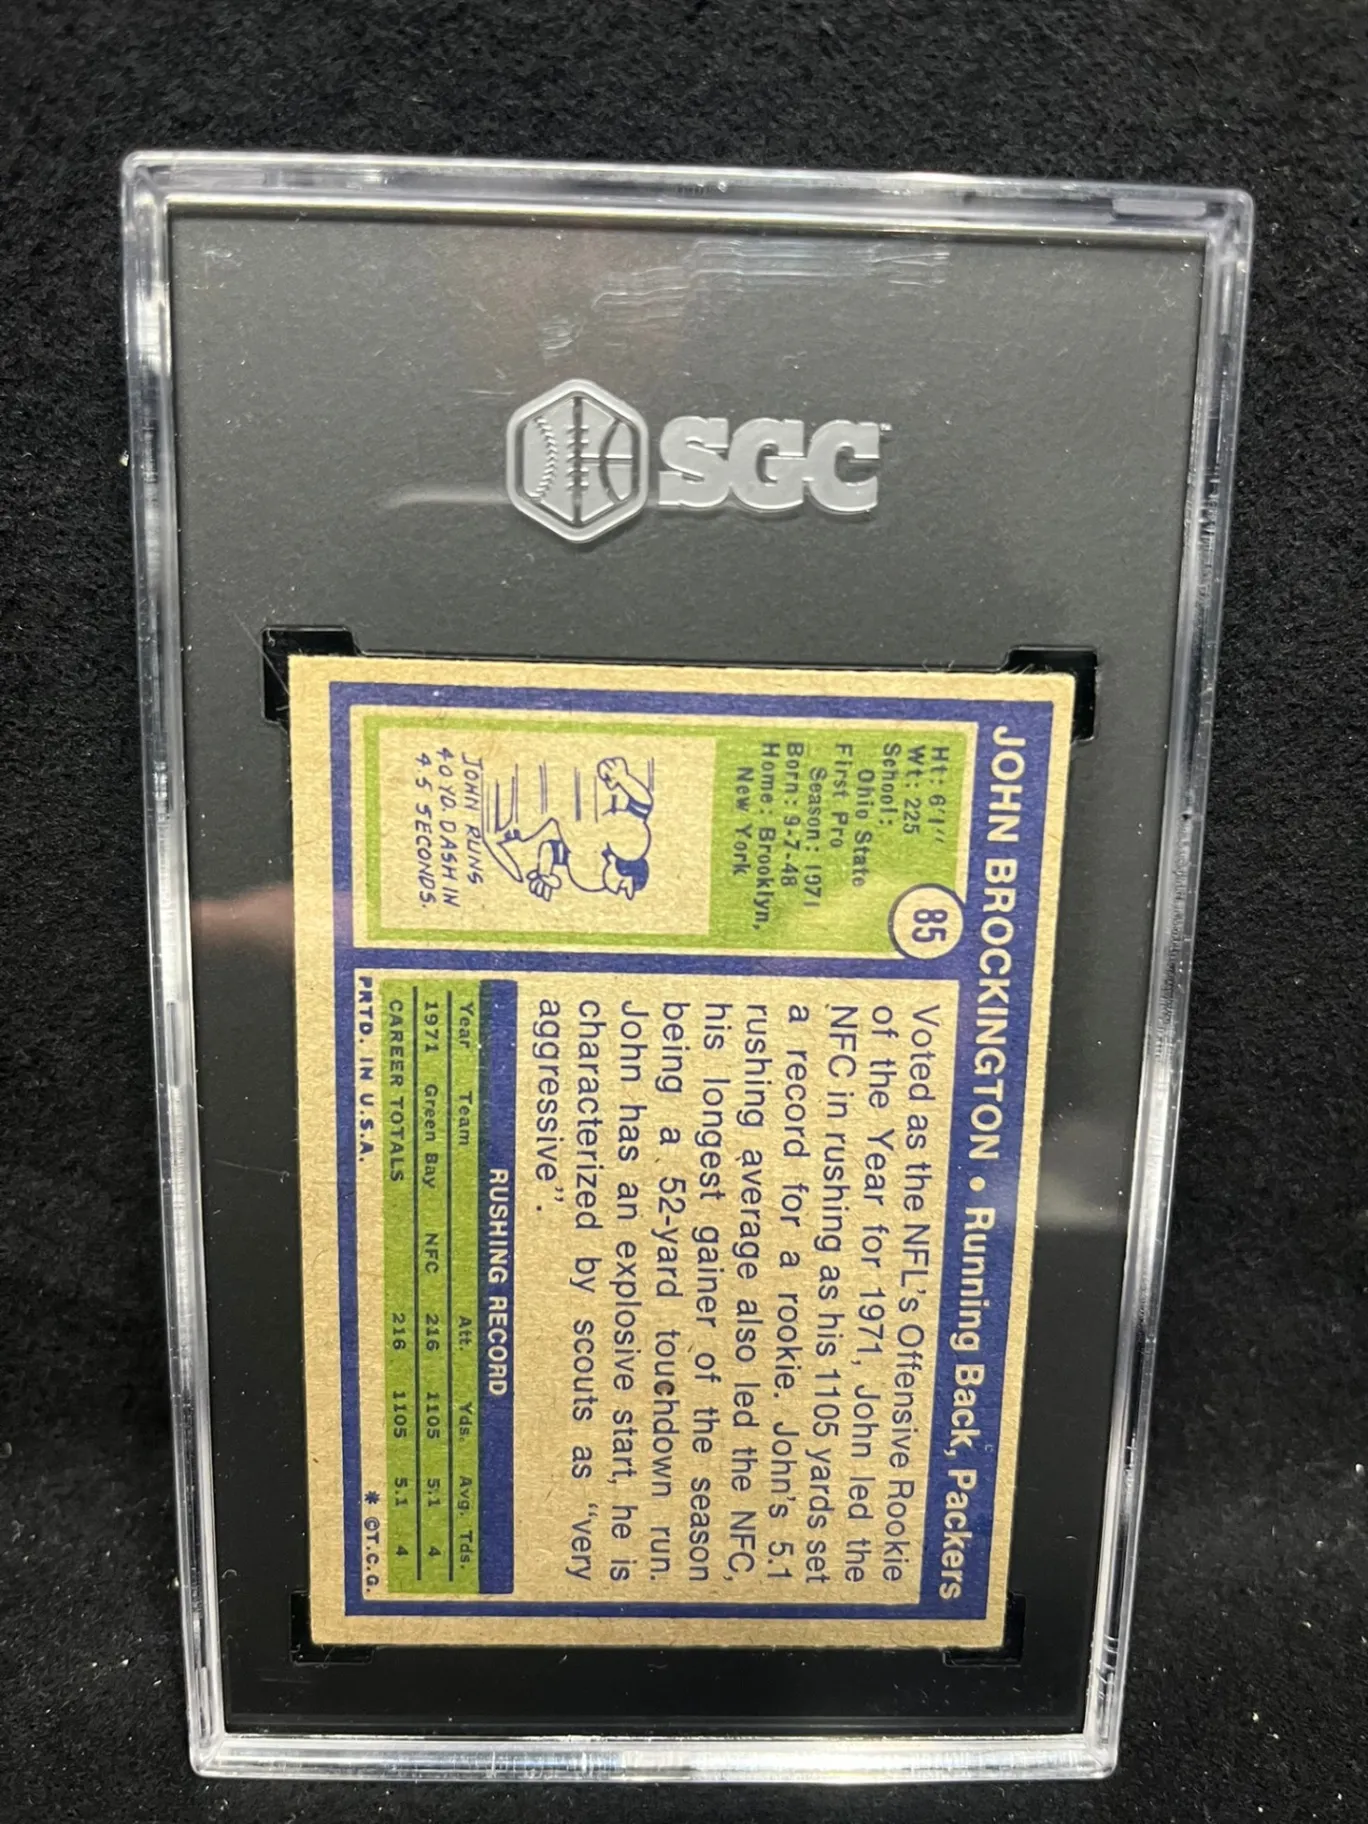 SGC
JOHN BROCKINGTON • Running Back, Packers
85
Ht: 6'1"
Wt: 225
School:
Ohio State
First Pro
Season: 1971
Born: 9-7-48
Home: Brooklyn,
New York
JOHN RUNS
40 YD. DASH IN
4.5 SECONDS.
Voted as the NFL's Offensive Rookie
of the Year for 1971, John led the
NFC in rushing as his 1105 yards set
a record for a rookie. John's 5.1
rushing average also led the NFC,
his longest gainer of the season
being a 52-yard touchdown run.
John has an explosive start, he is
characterized by scouts as "very
aggressive".
RUSHING RECORD
Year Team Att. Yds. Avg. Tds.
1971 Green Bay NFC 216 1105 5.1 4
CAREER TOTALS 216 1105 5.1 4
PRTD. IN U.S.A. * ©T.C.G.